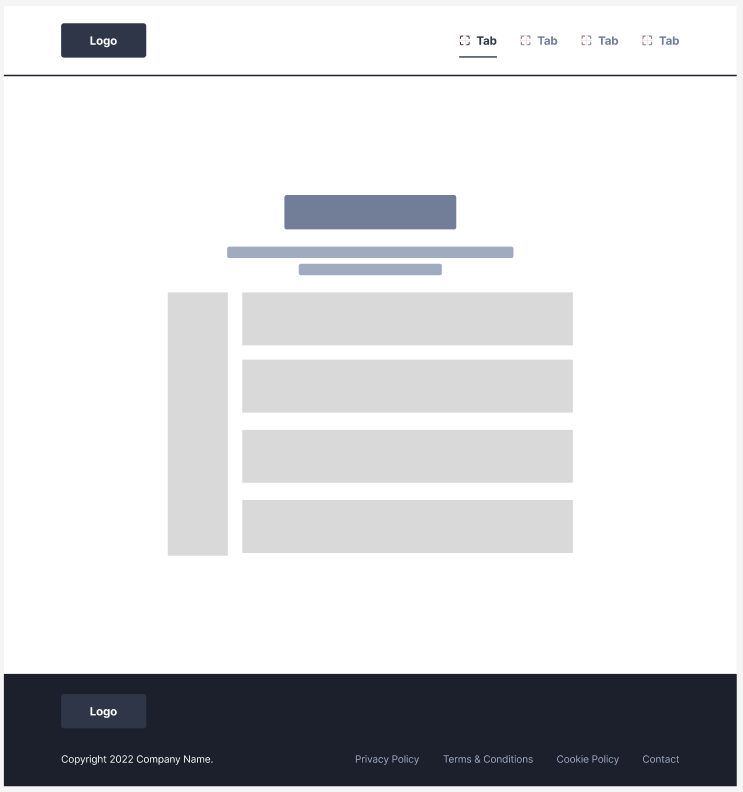 Logo
Tab Tab Tab Tab
Logo
Copyright 2022 Company Name. Privacy Policy Terms & Conditions Cookie Policy Contact